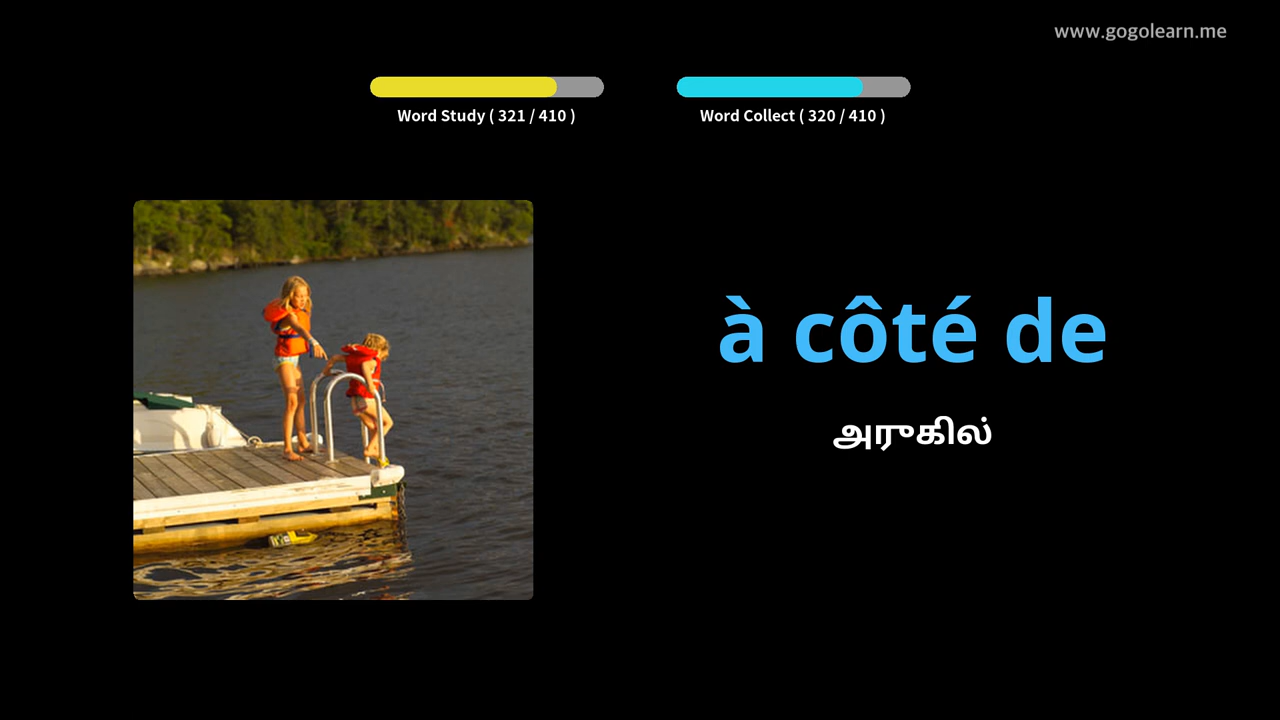 www.gogolearn.me
Word Study ( 321 / 410 )
Word Collect ( 320 / 410 )
à côté de
அருகில்